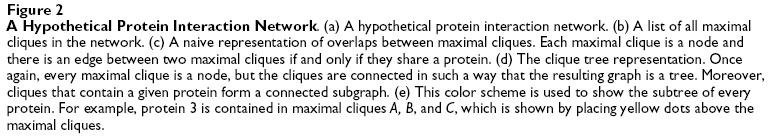 Figure 2
A Hypothetical Protein Interaction Network. (a) A hypothetical protein interaction network. (b) A list of all maximal
cliques in the network. (c) A naive representation of overlaps between maximal cliques. Each maximal clique is a node and
there is an edge between two maximal cliques if and only if they share a protein. (d) The clique tree representation. Once
again, every maximal clique is a node, but the cliques are connected in such a way that the resulting graph is a tree. Moreover,
cliques that contain a given protein form a connected subgraph. (e) This color scheme is used to show the subtree of every
protein. For example, protein 3 is contained in maximal cliques A, B, and C, which is shown by placing yellow dots above the
maximal cliques.